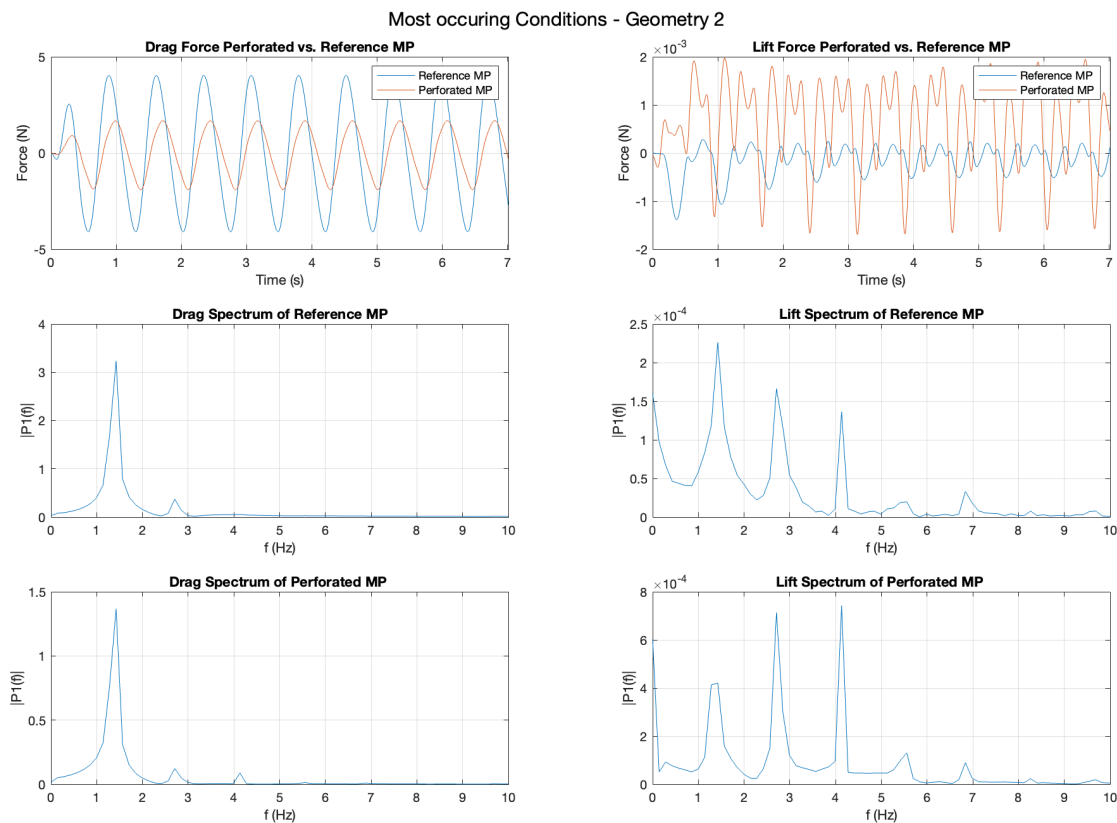 Most occuring Conditions - Geometry 2
Drag Force Perforated vs. Reference MP
5
0
-5
Force (N)
Reference MP
Perforated MP
0 1 2 3 4 5 6 7
Time (s)
Lift Force Perforated vs. Reference MP
×10⁻³
2
1
0
-1
-2
Force (N)
Reference MP
Perforated MP
0 1 2 3 4 5 6 7
Time (s)
Drag Spectrum of Reference MP
4
3
2
1
0
|P1(f)|
0 1 2 3 4 5 6 7 8 9 10
f (Hz)
Lift Spectrum of Reference MP
×10⁻⁴
2.5
2
1.5
1
0.5
0
|P1(f)|
0 1 2 3 4 5 6 7 8 9 10
f (Hz)
Drag Spectrum of Perforated MP
1.5
1
0.5
0
|P1(f)|
0 1 2 3 4 5 6 7 8 9 10
f (Hz)
Lift Spectrum of Perforated MP
×10⁻⁴
8
6
4
2
0
|P1(f)|
0 1 2 3 4 5 6 7 8 9 10
f (Hz)